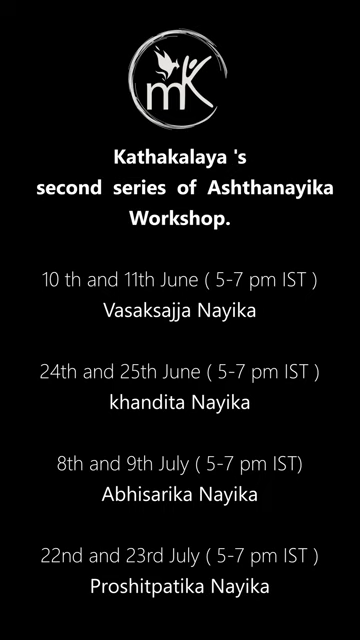 mK
Kathakalaya 's
second series of Ashthanayika
Workshop.
10 th and 11th June ( 5-7 pm IST )
Vasaksajja Nayika
24th and 25th June ( 5-7 pm IST )
khandita Nayika
8th and 9th July ( 5-7 pm IST)
Abhisarika Nayika
22nd and 23rd July ( 5-7 pm IST )
Proshitpatika Nayika